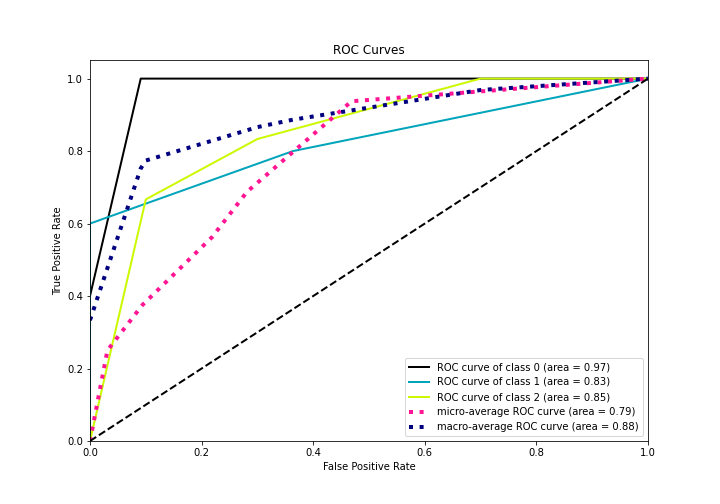 ROC Curves
1.0
0.8
0.6
0.4
0.2
0.0
True Positive Rate
ROC curve of class 0 (area = 0.97)
ROC curve of class 1 (area = 0.83)
ROC curve of class 2 (area = 0.85)
micro-average ROC curve (area = 0.79)
macro-average ROC curve (area = 0.88)
0.0 0.2 0.4 0.6 0.8 1.0
False Positive Rate